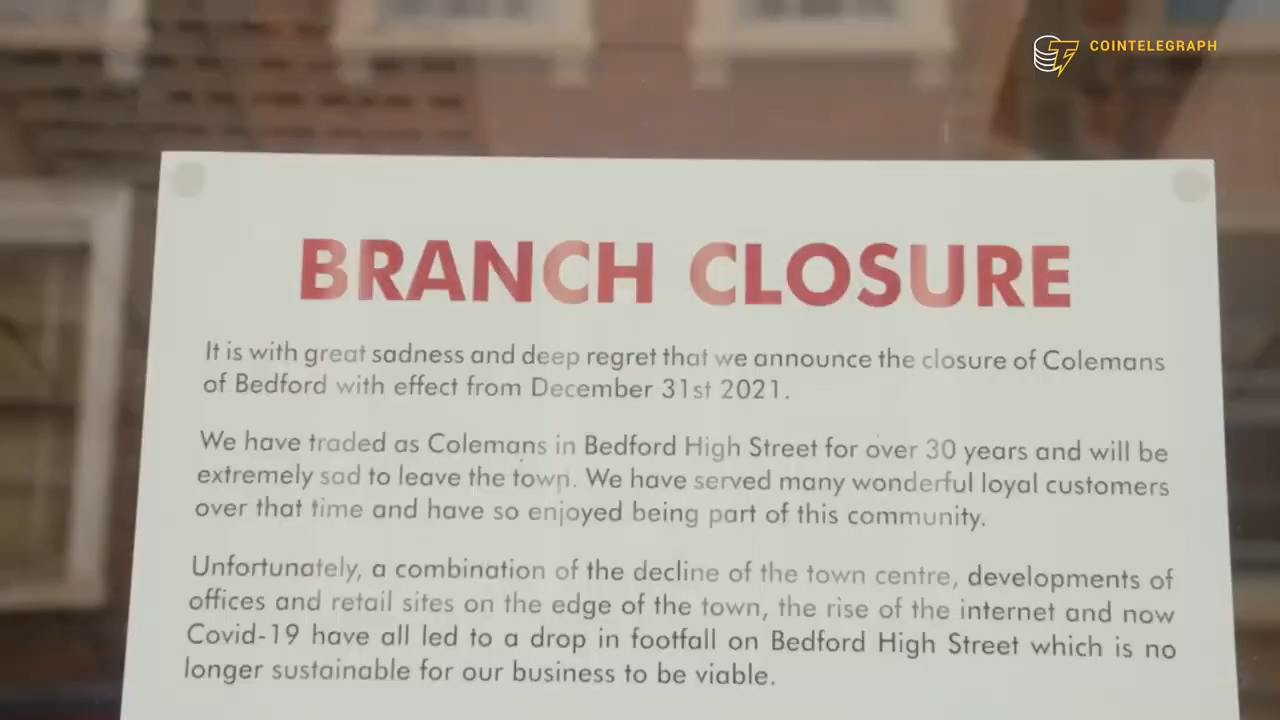 COINTELEGRAPH
BRANCH CLOSURE
It is with great sadness and deep regret that we announce the closure of Colemans
of Bedford with effect from December 31st 2021.
We have traded as Colemans in Bedford High Street for over 30 years and will be
extremely sad to leave the town. We have served many wonderful loyal customers
over that time and have so enjoyed being part of this community.
Unfortunately, a combination of the decline of the town centre, developments of
offices and retail sites on the edge of the town, the rise of the internet and now
Covid-19 have all led to a drop in footfall on Bedford High Street which is no
longer sustainable for our business to be viable.